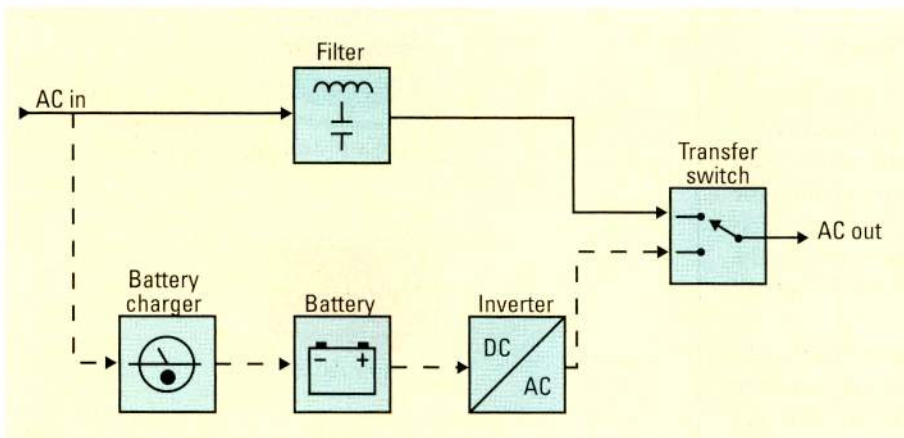 Filter
AC in
Transfer
switch
AC out
Battery
charger
Battery
Inverter
- +
DC
AC